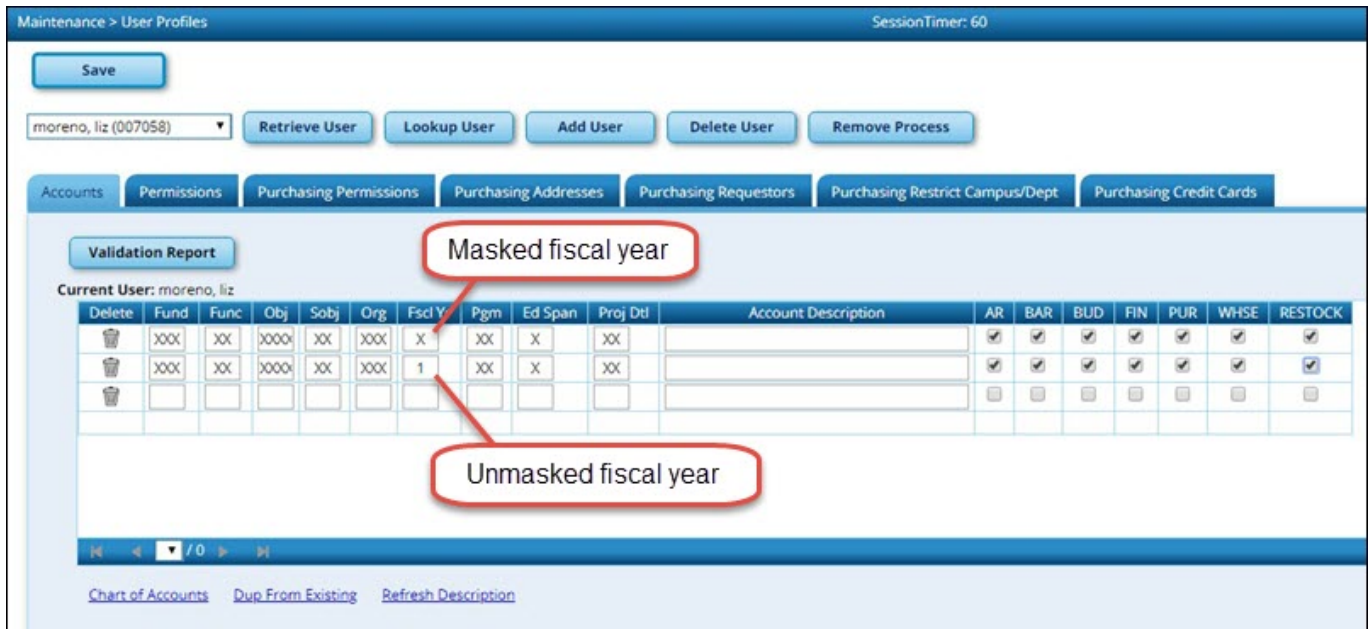 Maintenance > User Profiles SessionTimer: 60
Save
moreno, liz (007058) Retrieve User Lookup User Add User Delete User Remove Process
Accounts Permissions Purchasing Permissions Purchasing Addresses Purchasing Requestors Purchasing Restrict Campus/Dept Purchasing Credit Cards
Validation Report
Masked fiscal year
Current User: moreno, liz
Delete Fund Func Obj Sobj Org Fscl Y Pgm Ed Span Proj Dtl Account Description AR BAR BUD FIN PUR WHSE RESTOCK
XXX XX XXXX XX XXX X XX X XX
XXX XX XXXX XX XXX 1 XX X XX
Unmasked fiscal year
/ 0
Chart of Accounts Dup From Existing Refresh Description